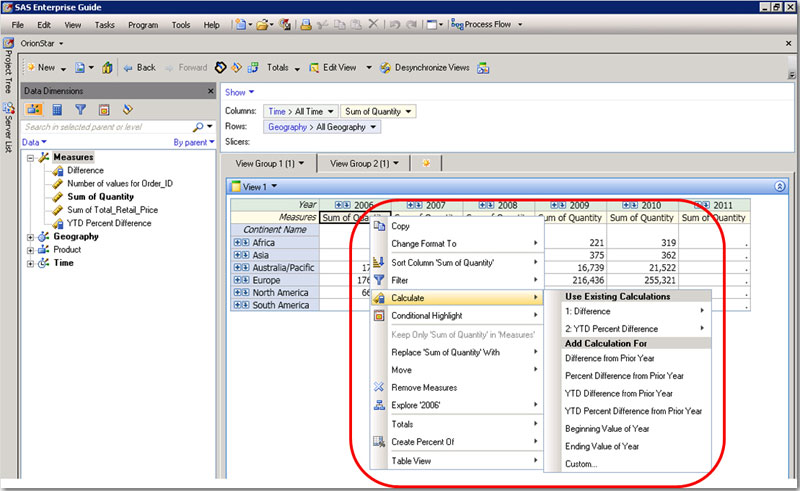 SAS Enterprise Guide
File Edit View Tasks Program Tools Help Process Flow
OrionStar
Project Tree
Server List
New Back Forward Totals Edit View Desynchronize Views
Data Dimensions
Search in selected parent or level
Data By parent
Measures
Difference
Number of values for Order_ID
Sum of Quantity
Sum of Total_Retail_Price
YTD Percent Difference
Geography
Product
Time
Show
Columns: Time > All Time Sum of Quantity
Rows: Geography > All Geography
Slicers:
View Group 1 (1) View Group 2 (1)
View 1
Year 2006 2007 2008 2009 2010 2011
Measures Sum of Quantity Sum of Quantity Sum of Quantity Sum of Quantity Sum of Quantity Sum of Quantity
Continent Name
Africa 221 319 .
Asia 375 362 .
Australia/Pacific 17 16,739 21,522 .
Europe 176 216,436 255,321 .
North America 66 .
South America .
Copy
Change Format To
Sort Column 'Sum of Quantity'
Filter
Calculate
Conditional Highlight
Keep Only 'Sum of Quantity' in 'Measures'
Replace 'Sum of Quantity' With
Move
Remove Measures
Explore '2006'
Totals
Create Percent Of
Table View
Use Existing Calculations
1: Difference
2: YTD Percent Difference
Add Calculation For
Difference from Prior Year
Percent Difference from Prior Year
YTD Difference from Prior Year
YTD Percent Difference from Prior Year
Beginning Value of Year
Ending Value of Year
Custom...